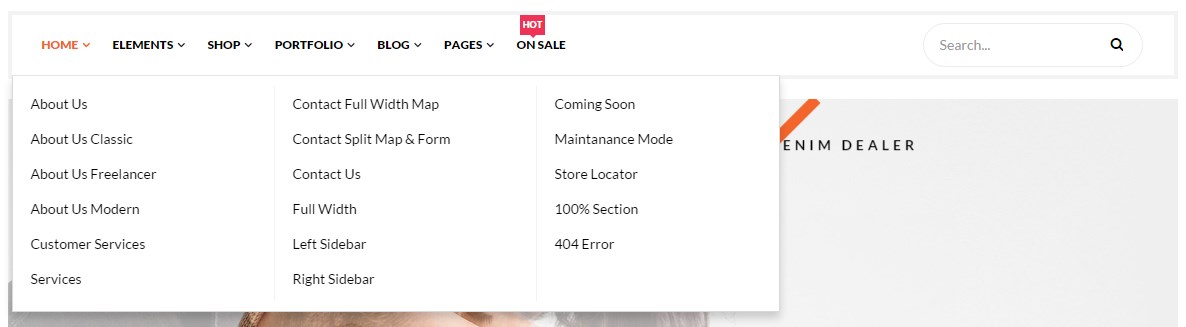 HOT
HOME ELEMENTS SHOP PORTFOLIO BLOG PAGES ON SALE
Search...
About Us
About Us Classic
About Us Freelancer
About Us Modern
Customer Services
Services
Contact Full Width Map
Contact Split Map & Form
Contact Us
Full Width
Left Sidebar
Right Sidebar
Coming Soon
Maintanance Mode
Store Locator
100% Section
404 Error
ENIM DEALER